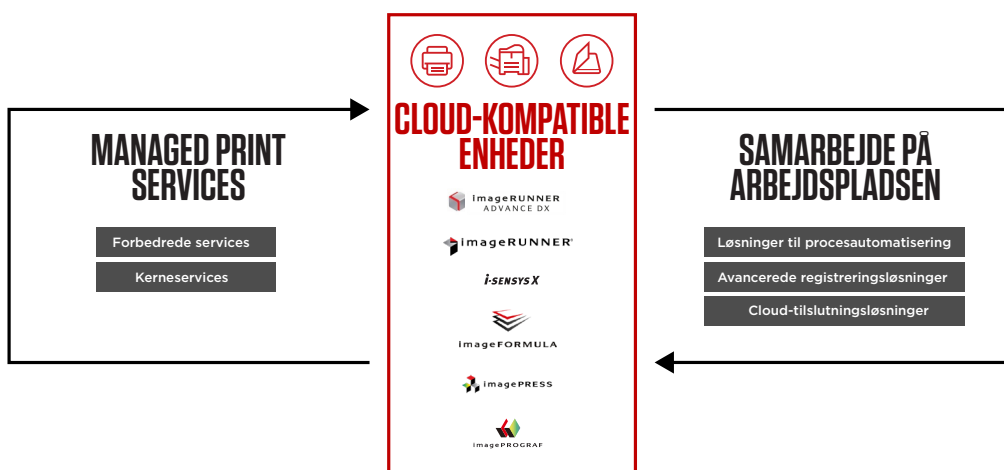 MANAGED PRINT
SERVICES
Forbedrede services
Kerneservices
CLOUD-KOMPATIBLE
ENHEDER
imageRUNNER
ADVANCE DX
imageRUNNER®
i-SENSYS X
imageFORMULA
imagePRESS
imagePROGRAF
SAMARBEJDE PÅ
ARBEJDSPLADSEN
Løsninger til procesautomatisering
Avancerede registreringsløsninger
Cloud-tilslutningsløsninger